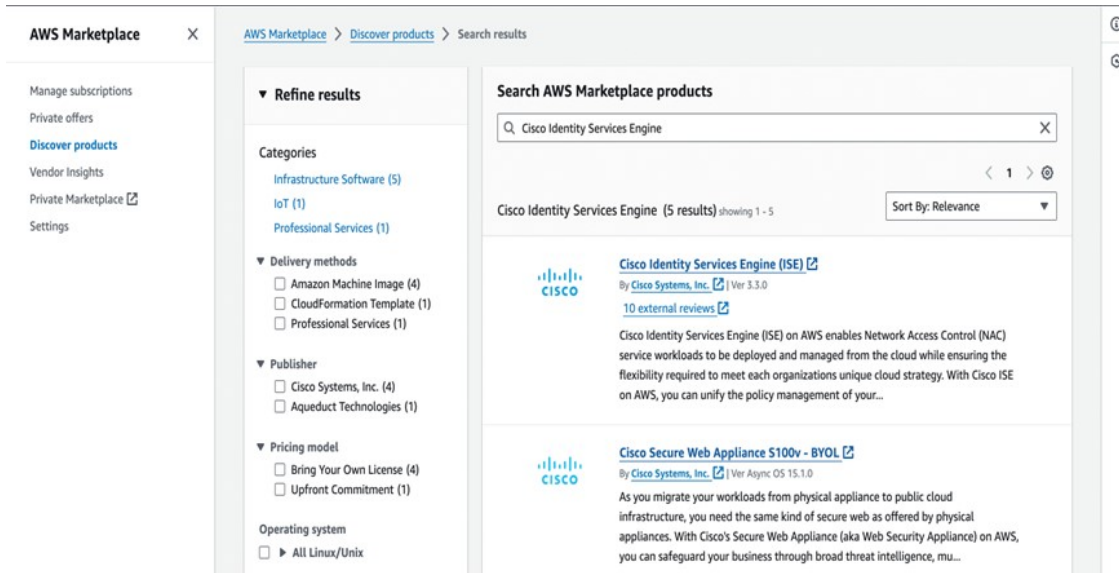 AWS Marketplace
Manage subscriptions
Private offers
Discover products
Vendor Insights
Private Marketplace
Settings
AWS Marketplace > Discover products > Search results
Refine results
Categories
Infrastructure Software (5)
IoT (1)
Professional Services (1)
Delivery methods
Amazon Machine Image (4)
CloudFormation Template (1)
Professional Services (1)
Publisher
Cisco Systems, Inc. (4)
Aqueduct Technologies (1)
Pricing model
Bring Your Own License (4)
Upfront Commitment (1)
Operating system
All Linux/Unix
Search AWS Marketplace products
Cisco Identity Services Engine
1
Cisco Identity Services Engine (5 results) showing 1 - 5
Sort By: Relevance
CISCO
Cisco Identity Services Engine (ISE)
By Cisco Systems, Inc. | Ver 3.3.0
10 external reviews
Cisco Identity Services Engine (ISE) on AWS enables Network Access Control (NAC)
service workloads to be deployed and managed from the cloud while ensuring the
flexibility required to meet each organizations unique cloud strategy. With Cisco ISE
on AWS, you can unify the policy management of your...
CISCO
Cisco Secure Web Appliance S100v - BYOL
By Cisco Systems, Inc. | Ver Async OS 15.1.0
As you migrate your workloads from physical appliance to public cloud
infrastructure, you need the same kind of secure web as offered by physical
appliances. With Cisco's Secure Web Appliance (aka Web Security Appliance) on AWS,
you can safeguard your business through broad threat intelligence, mu...